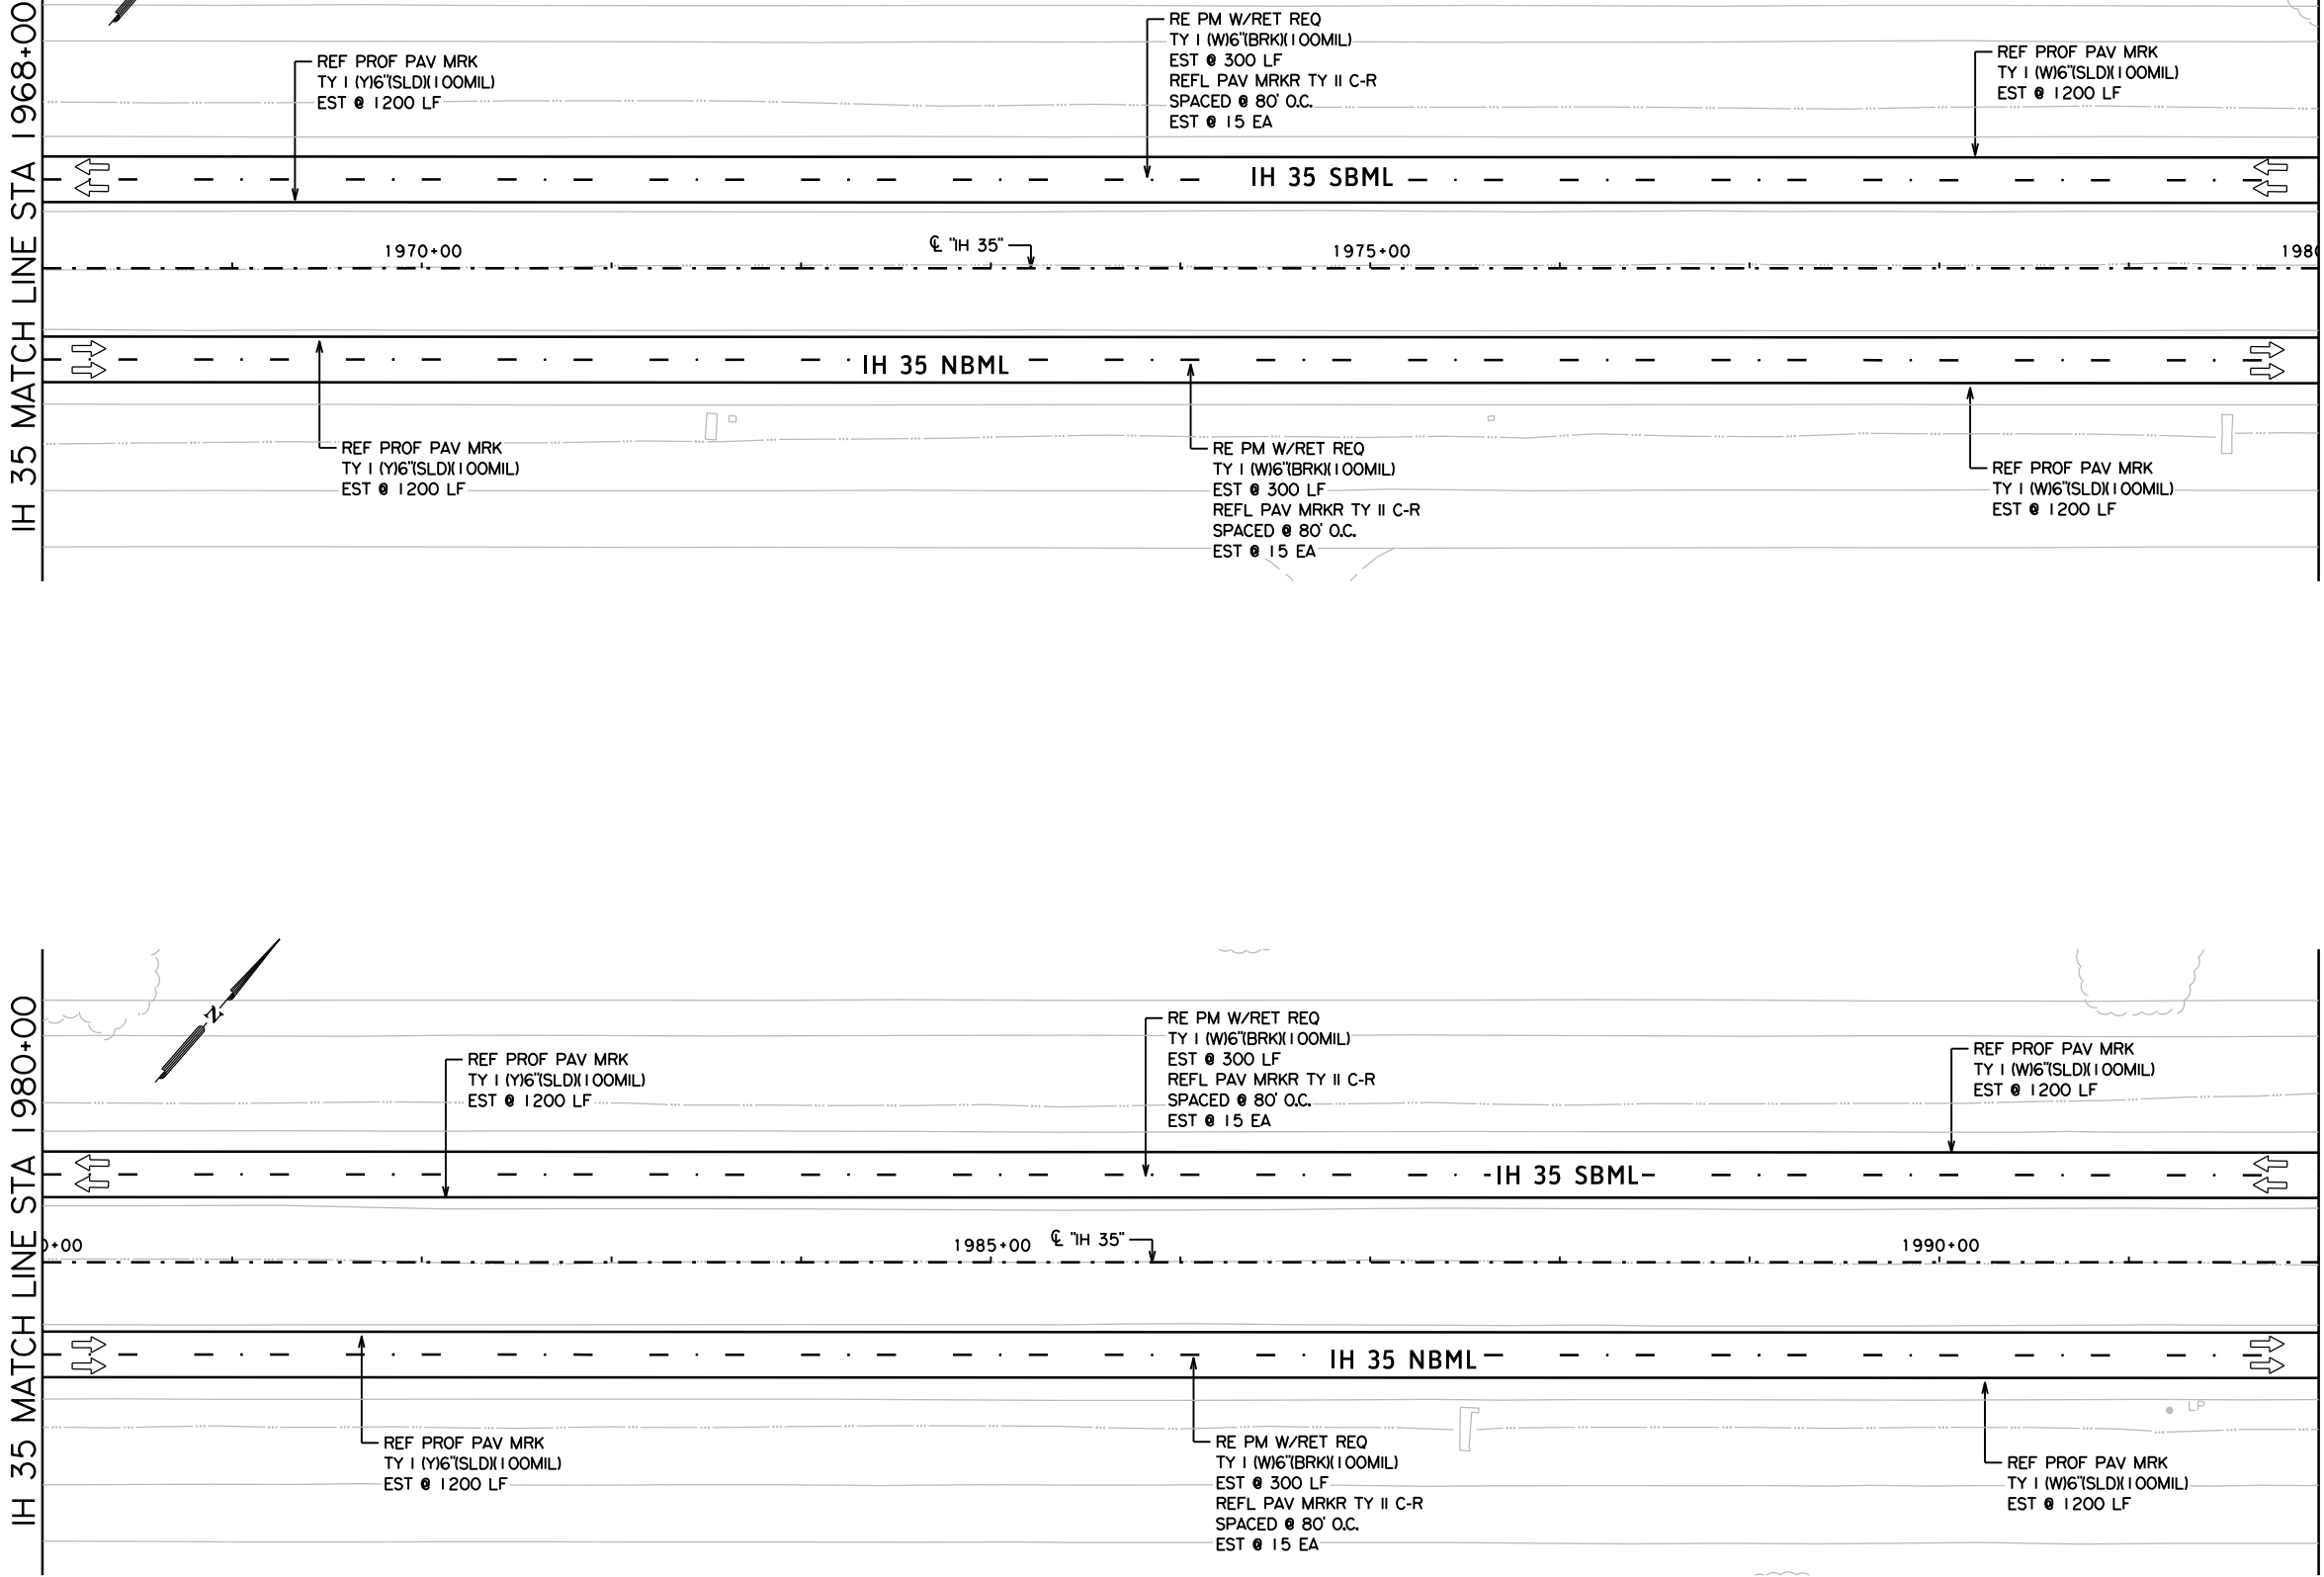 IH 35 MATCH LINE STA 1968+00
RE PM W/RET REQ
TY I (W)6"(BRK)(100MIL)
EST @ 300 LF
REFL PAV MRKR TY II C-R
SPACED @ 80' O.C.
EST @ 15 EA
REF PROF PAV MRK
TY I (Y)6"(SLD)(100MIL)
EST @ 1200 LF
REF PROF PAV MRK
TY I (W)6"(SLD)(100MIL)
EST @ 1200 LF
IH 35 SBML
1970+00
℄ "IH 35"
1975+00
198
IH 35 NBML
REF PROF PAV MRK
TY I (Y)6"(SLD)(100MIL)
EST @ 1200 LF
RE PM W/RET REQ
TY I (W)6"(BRK)(100MIL)
EST @ 300 LF
REFL PAV MRKR TY II C-R
SPACED @ 80' O.C.
EST @ 15 EA
REF PROF PAV MRK
TY I (W)6"(SLD)(100MIL)
EST @ 1200 LF
IH 35 MATCH LINE STA 1980+00
N
RE PM W/RET REQ
TY I (W)6"(BRK)(100MIL)
EST @ 300 LF
REFL PAV MRKR TY II C-R
SPACED @ 80' O.C.
EST @ 15 EA
REF PROF PAV MRK
TY I (Y)6"(SLD)(100MIL)
EST @ 1200 LF
REF PROF PAV MRK
TY I (W)6"(SLD)(100MIL)
EST @ 1200 LF
IH 35 SBML
0+00
1985+00
℄ "IH 35"
1990+00
IH 35 NBML
LP
REF PROF PAV MRK
TY I (Y)6"(SLD)(100MIL)
EST @ 1200 LF
RE PM W/RET REQ
TY I (W)6"(BRK)(100MIL)
EST @ 300 LF
REFL PAV MRKR TY II C-R
SPACED @ 80' O.C.
EST @ 15 EA
REF PROF PAV MRK
TY I (W)6"(SLD)(100MIL)
EST @ 1200 LF